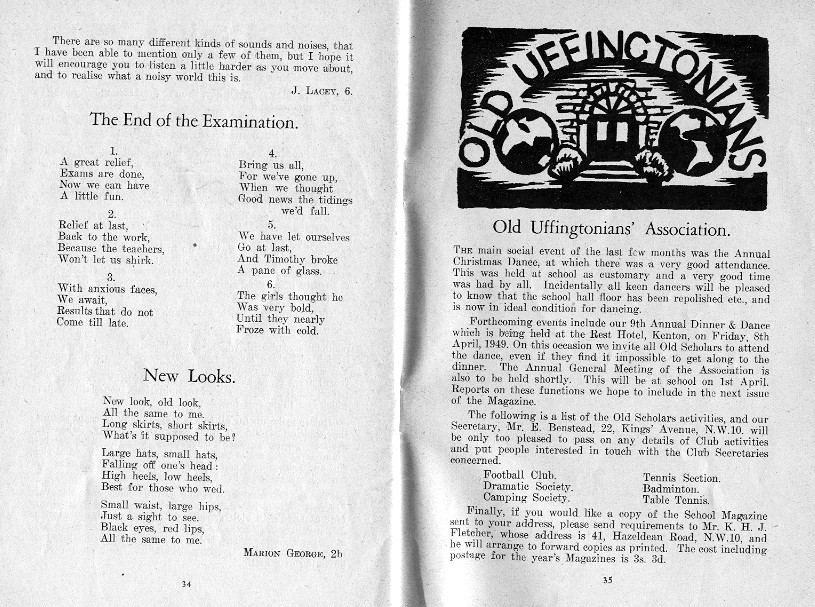 There are so many different kinds of sounds and noises, that
I have been able to mention only a few of them, but I hope it
will encourage you to listen a little harder as you move about,
and to realise what a noisy world this is.
J. LACEY, 6.
The End of the Examination.
1.
A great relief,
Exams are done,
Now we can have
A little fun.
2.
Relief at last,
Back to the work,
Because the teachers,
Won't let us shirk.
3.
With anxious faces,
We await,
Results that do not
Come till late.
4.
Bring us all,
For we've gone up,
When we thought
Good news the tidings
we'd fall.
5.
We have let ourselves
Go at last,
And Timothy broke
A pane of glass.
6.
The girls thought he
Was very bold,
Until they nearly
Froze with cold.
New Looks.
New look, old look,
All the same to me.
Long skirts, short skirts,
What's it supposed to be?
Large hats, small hats,
Falling off one's head:
High heels, low heels,
Best for those who wed.
Small waist, large hips,
Just a sight to see.
Black eyes, red lips,
All the same to me.
MARION GEORGE, 2b
34
OLD UFFINGTONIANS
Old Uffingtonians' Association.
THE main social event of the last few months was the Annual
Christmas Dance, at which there was a very good attendance.
This was held at school as customary and a very good time
was had by all. Incidentally all keen dancers will be pleased
to know that the school hall floor has been repolished etc., and
is now in ideal condition for dancing.
Forthcoming events include our 9th Annual Dinner & Dance
which is being held at the Rest Hotel, Kenton, on Friday, 8th
April, 1949. On this occasion we invite all Old Scholars to attend
the dance, even if they find it impossible to get along to the
dinner. The Annual General Meeting of the Association is
also to be held shortly. This will be at school on 1st April.
Reports on these functions we hope to include in the next issue
of the Magazine.
The following is a list of the Old Scholars activities, and our
Secretary, Mr. E. Benstead, 22, Kings' Avenue, N.W.10. will
be only too pleased to pass on any details of Club activities
and put people interested in touch with the Club Secretaries
concerned.
Football Club.
Dramatic Society.
Camping Society.
Tennis Section.
Badminton.
Table Tennis.
Finally, if you would like a copy of the School Magazine
sent to your address, please send requirements to Mr. K. H. J.
Fletcher, whose address is 41, Hazeldean Road, N.W.10, and
he will arrange to forward copies as printed. The cost including
postage for the year's Magazines is 3s. 3d.
35